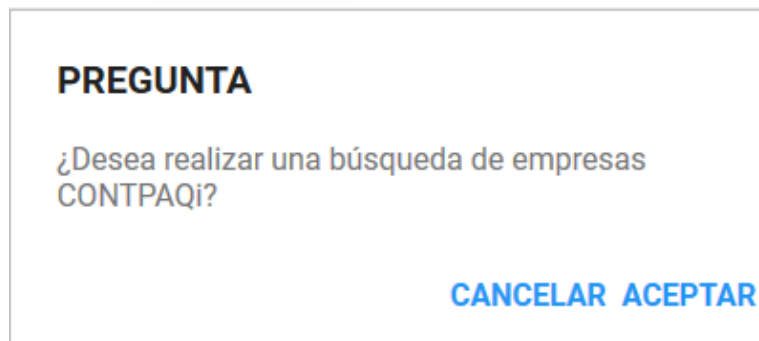 PREGUNTA
¿Desea realizar una búsqueda de empresas
CONTPAQi?
CANCELAR ACEPTAR